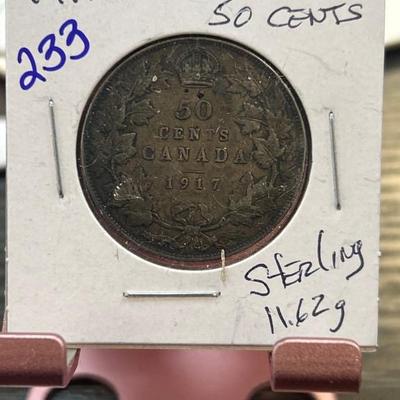 50 CENTS
233
50
CENTS
CANADA
1917
STERLING
11.62g